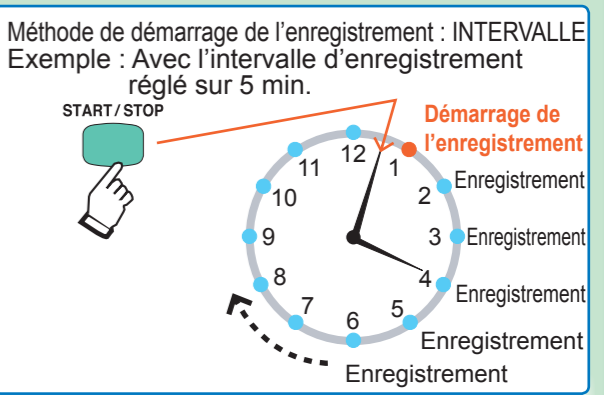 Méthode de démarrage de l'enregistrement : INTERVALLE
Exemple : Avec l'intervalle d'enregistrement
réglé sur 5 min.
START / STOP
Démarrage de
l'enregistrement
12
1
11
Enregistrement
2
10
Enregistrement
3
9
Enregistrement
4
8
7
6
5
Enregistrement
Enregistrement